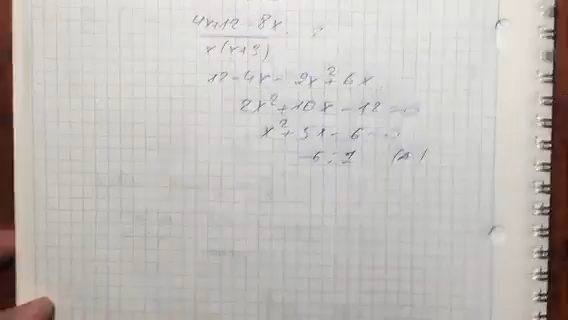 4x+12-8x
x(x+3)
12-4x= 2x²+6x
2x²+10x-12=0
x²+5x-6=0
-6; 1